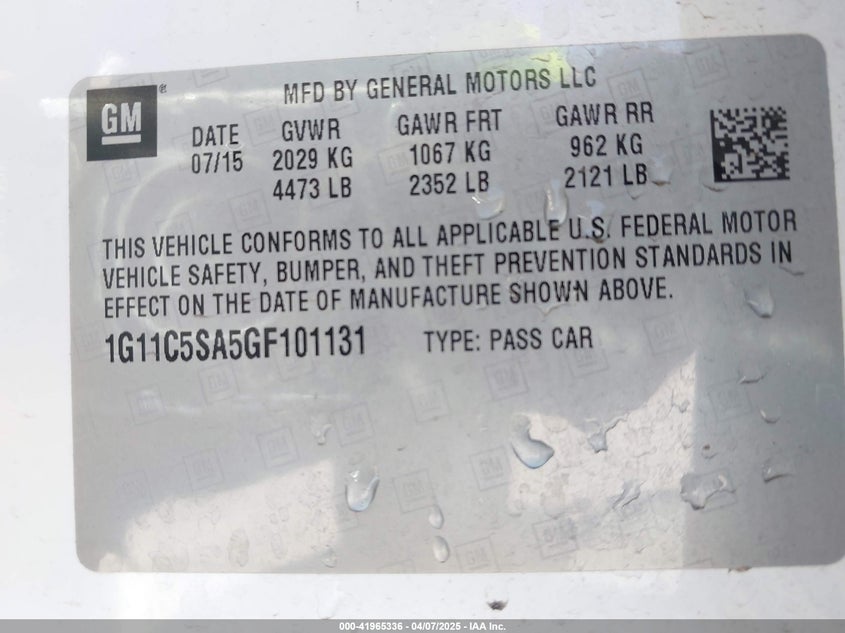 GM®
MFD BY GENERAL MOTORS LLC
DATE GVWR GAWR FRT GAWR RR
07/15 2029 KG 1067 KG 962 KG
4473 LB 2352 LB 2121 LB
THIS VEHICLE CONFORMS TO ALL APPLICABLE U.S. FEDERAL MOTOR
VEHICLE SAFETY, BUMPER, AND THEFT PREVENTION STANDARDS IN
EFFECT ON THE DATE OF MANUFACTURE SHOWN ABOVE.
1G11C5SA5GF101131 TYPE: PASS CAR
000-41965336 - 04/07/2025 - IAA Inc.